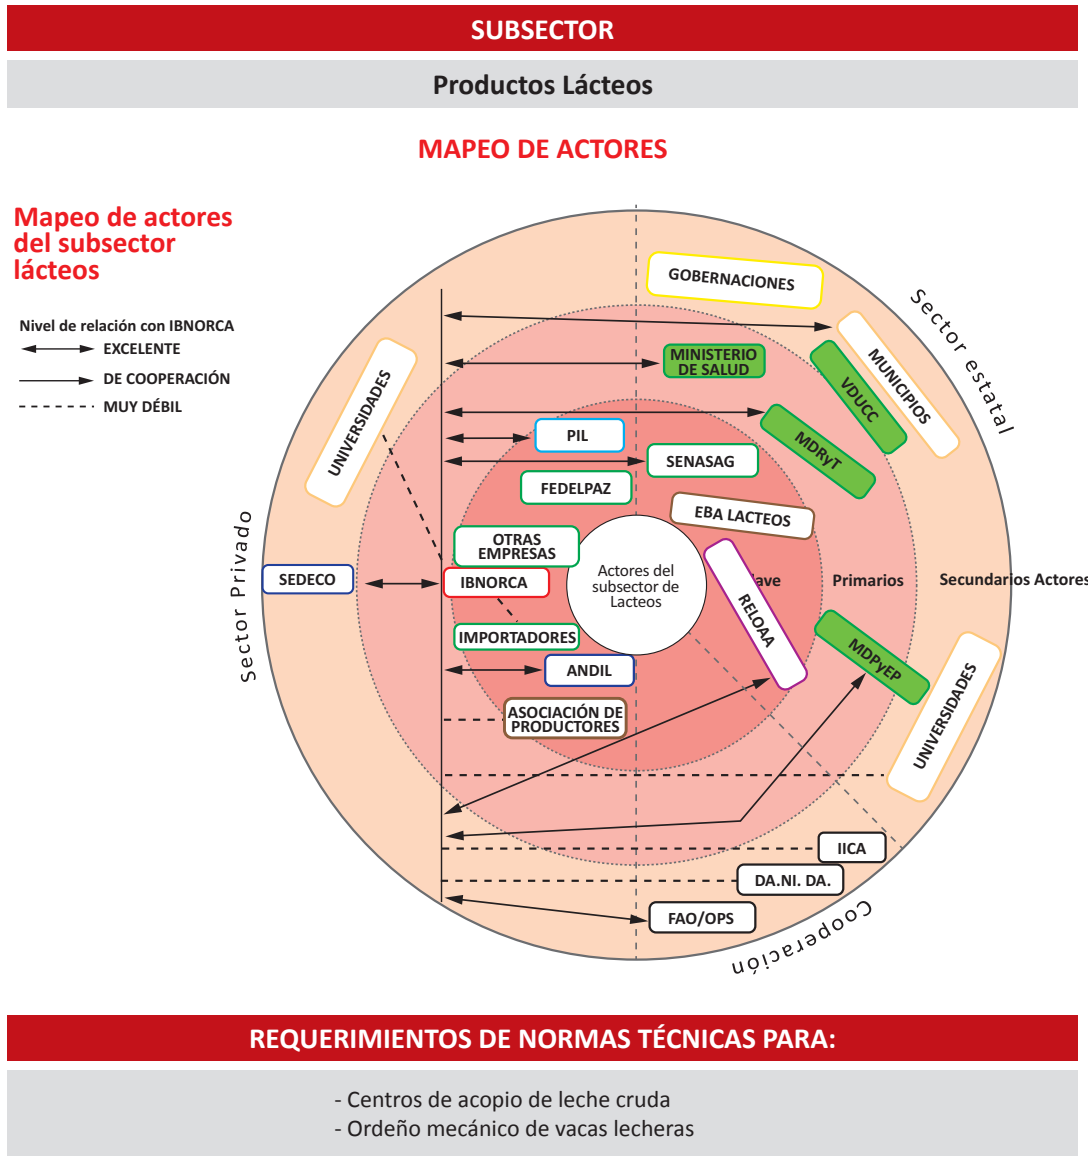 SUBSECTOR
Productos Lácteos
MAPEO DE ACTORES
Mapeo de actores
del subsector
lácteos
Nivel de relación con IBNORCA
EXCELENTE
DE COOPERACIÓN
MUY DÉBIL
Sector Privado
Sector estatal
Cooperación
GOBERNACIONES
MUNICIPIOS
VDUCC
MINISTERIO
DE SALUD
MDRyT
UNIVERSIDADES
PIL
SENASAG
FEDELPAZ
EBA LACTEOS
OTRAS
EMPRESAS
SEDECO
IBNORCA
Actores del
subsector de
Lacteos
RELOAA
lave
Primarios
Secundarios Actores
IMPORTADORES
ANDIL
MDPyEP
UNIVERSIDADES
ASOCIACIÓN DE
PRODUCTORES
IICA
DA.NI. DA.
FAO/OPS
REQUERIMIENTOS DE NORMAS TÉCNICAS PARA:
- Centros de acopio de leche cruda
- Ordeño mecánico de vacas lecheras